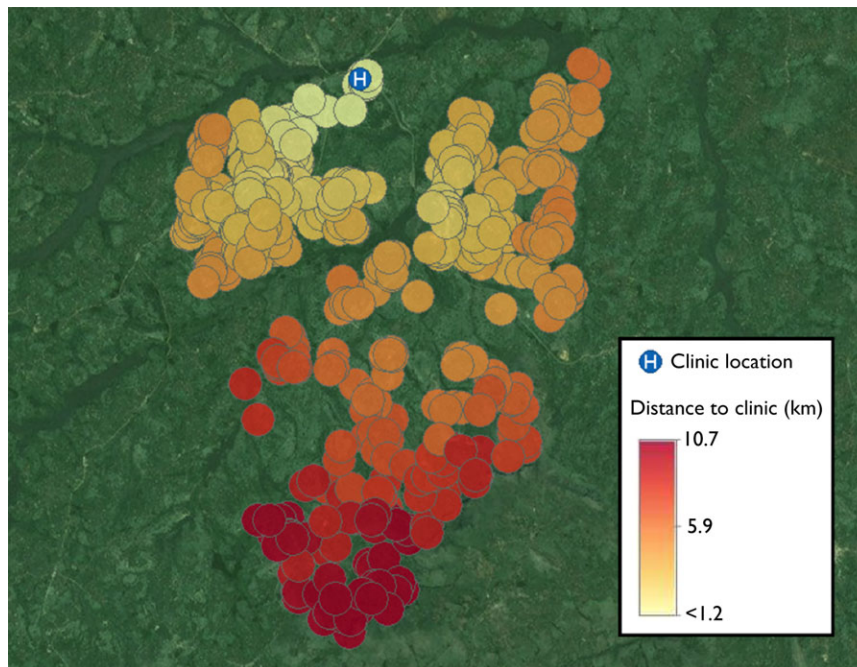 H
H Clinic location
Distance to clinic (km)
10.7
5.9
<1.2